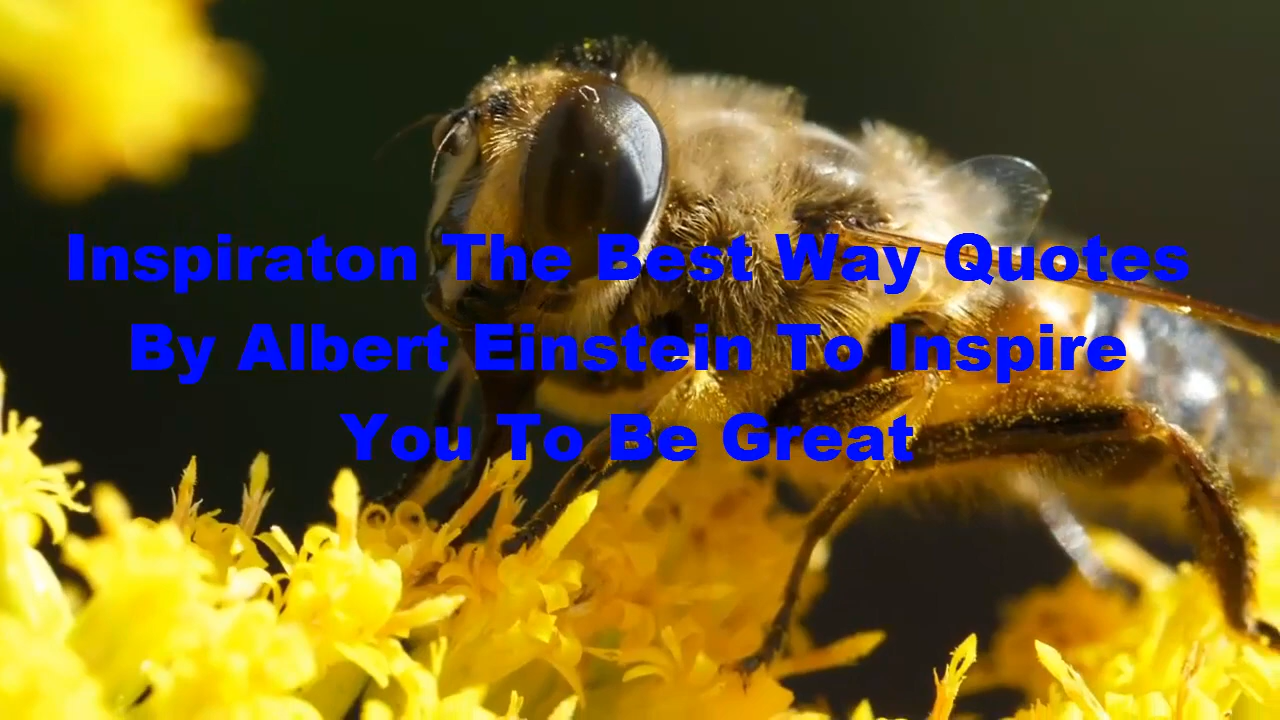 Inspiraton The Best Way Quotes
By Albert Einstein To Inspire
You To Be Great